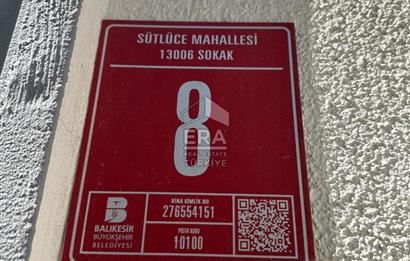 SÜTLÜCE MAHALLESİ
13006 SOKAK
8
ERA
REAL ESTATE
TÜRKİYE
BİNA KİMLİK NO
276554151
POSTA KODU
10100
BALIKESİR
BÜYÜKŞEHİR
BELEDİYESİ